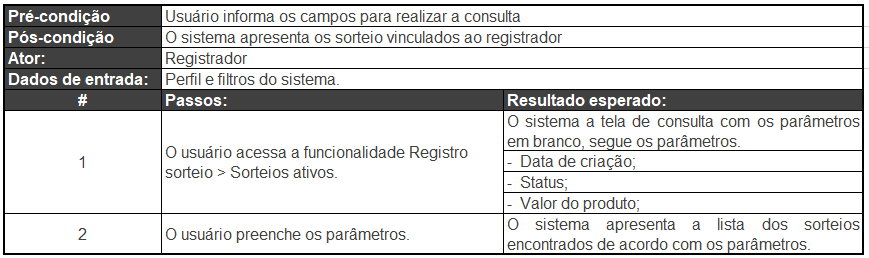 Pré-condição Usuário informa os campos para realizar a consulta
Pós-condição O sistema apresenta os sorteio vinculados ao registrador
Ator: Registrador
Dados de entrada: Perfil e filtros do sistema.
# Passos: Resultado esperado:
1
O usuário acessa a funcionalidade Registro
sorteio > Sorteios ativos.
O sistema a tela de consulta com os parâmetros
em branco, segue os parâmetros.
- Data de criação;
- Status;
- Valor do produto;
2
O usuário preenche os parâmetros.
O sistema apresenta a lista dos sorteios
encontrados de acordo com os parâmetros.